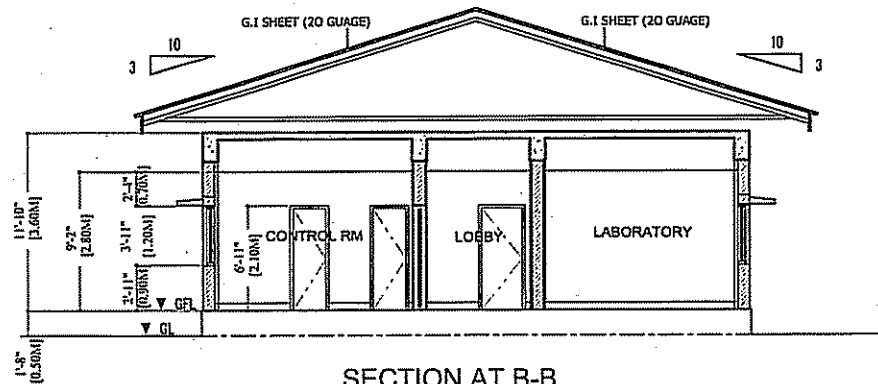 G.I SHEET (20 GUAGE)
G.I SHEET (20 GUAGE)
10
3
10
3
11'-10"
[3.60M]
9'-2"
[2.80M]
2'-4"
[0.70M]
3'-11"
[1.20M]
2'-11"
[0.90M]
6'-11"
[2.10M]
CONTROL RM
LOBBY
LABORATORY
GFL
GL
1'-8"
[0.50M]
SECTION AT B-B